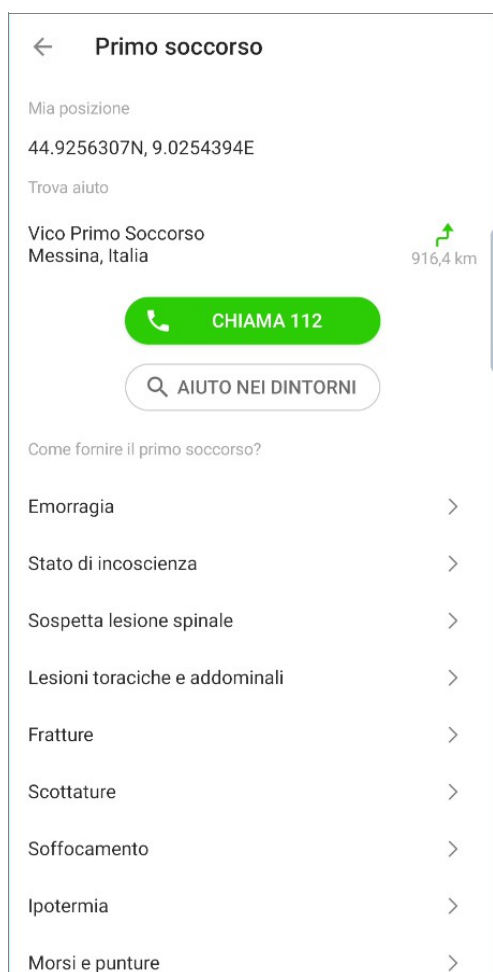 Primo soccorso
Mia posizione
44.9256307N, 9.0254394E
Trova aiuto
Vico Primo Soccorso
Messina, Italia
916,4 km
CHIAMA 112
AIUTO NEI DINTORNI
Come fornire il primo soccorso?
Emorragia
Stato di incoscienza
Sospetta lesione spinale
Lesioni toraciche e addominali
Fratture
Scottature
Soffocamento
Ipotermia
Morsi e punture